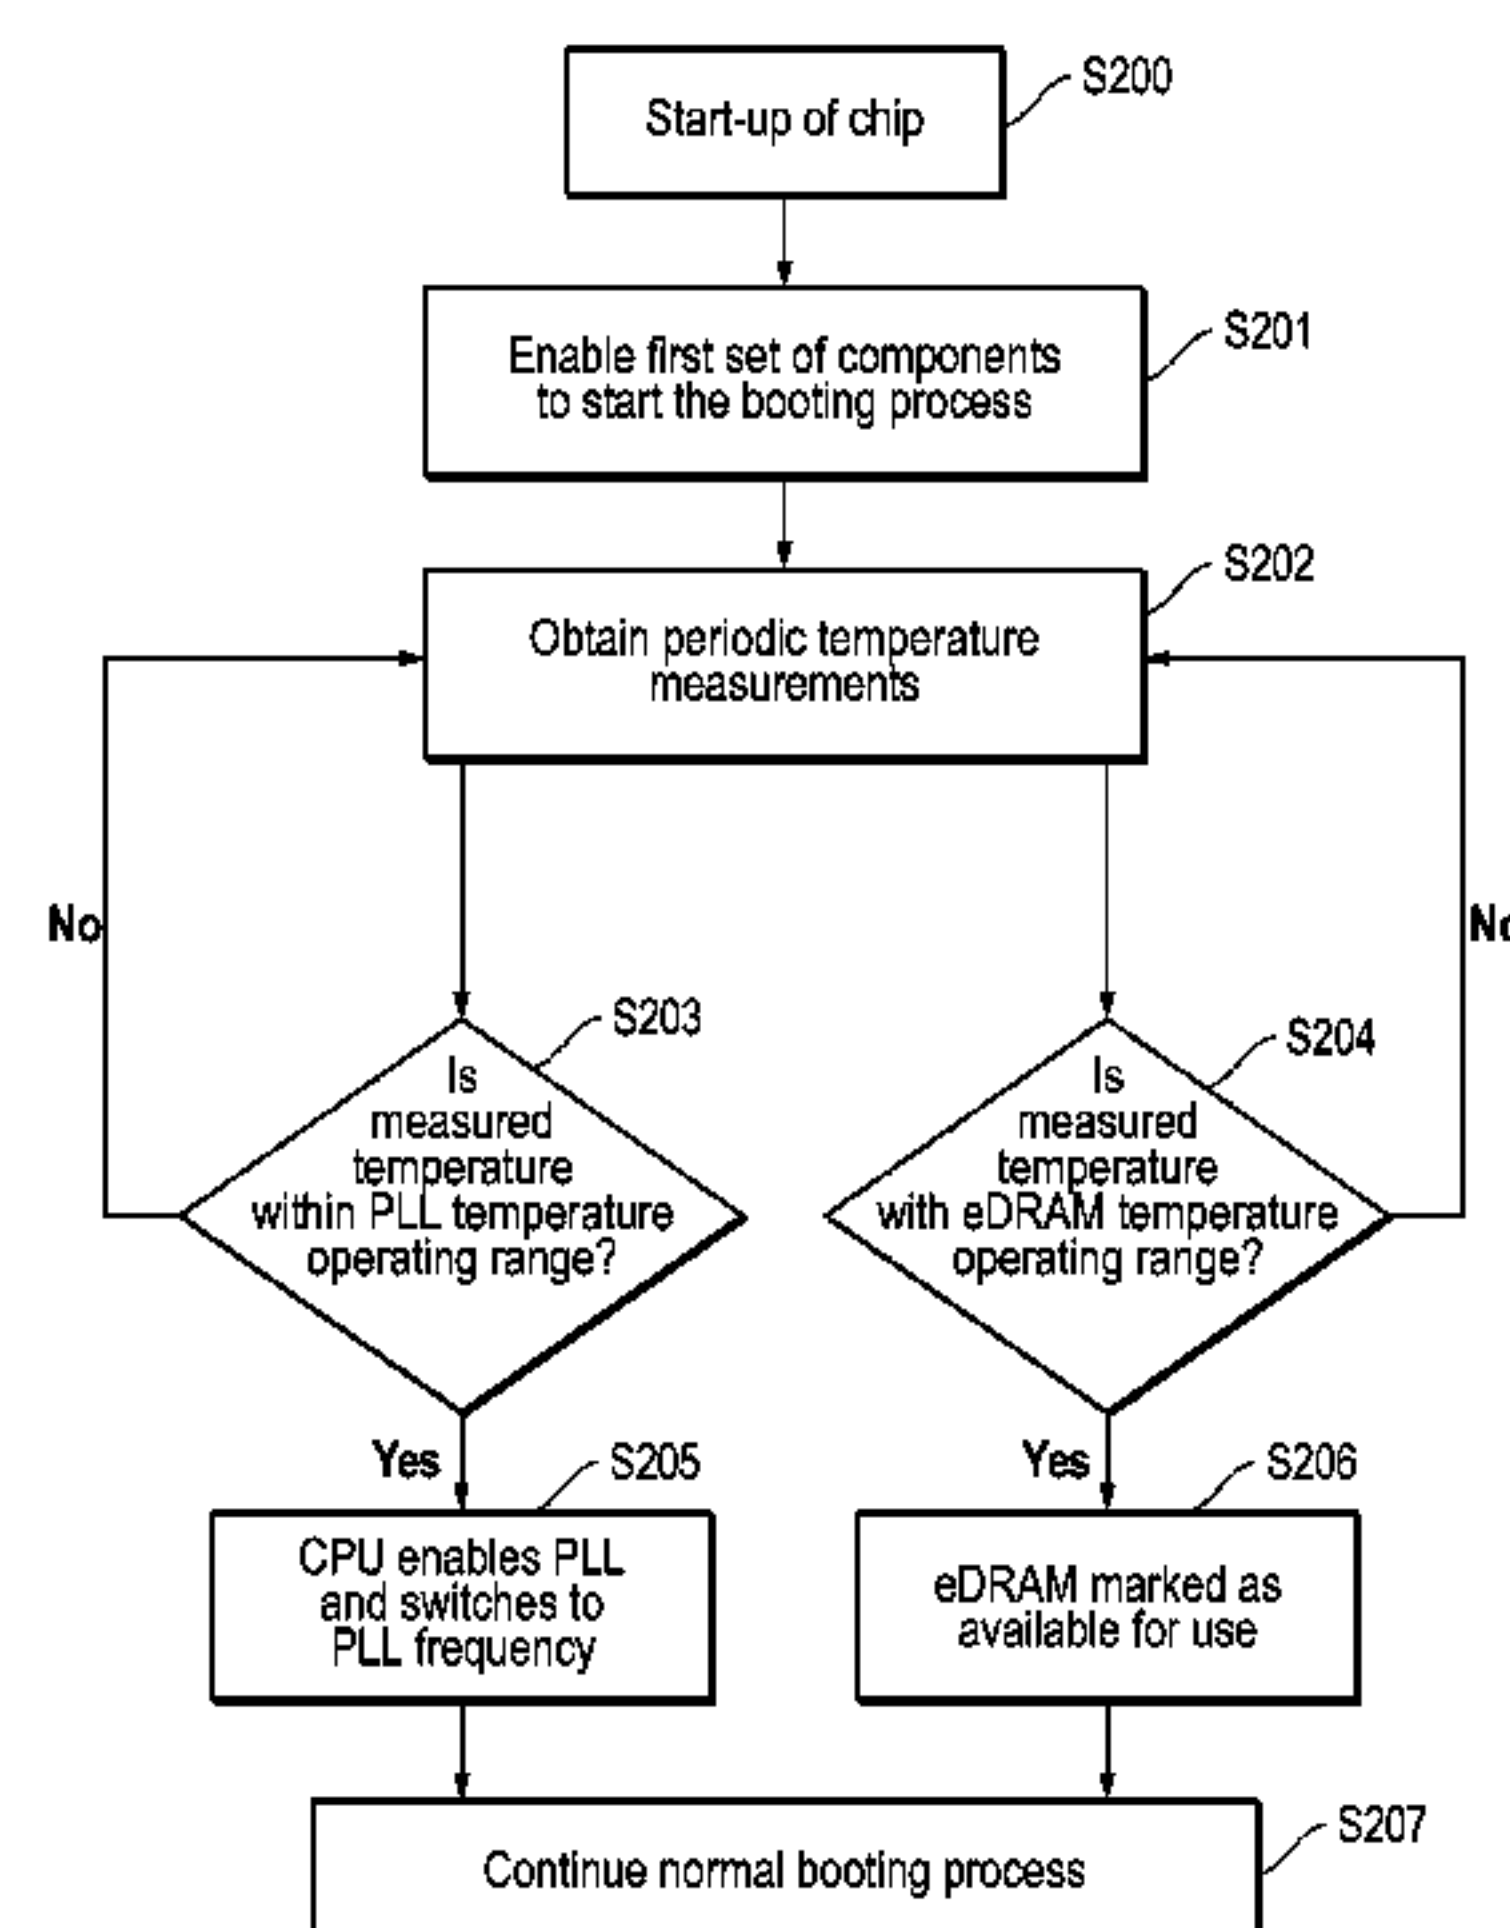 S200
Start-up of chip
S201
Enable first set of components
to start the booting process
S202
Obtain periodic temperature
measurements
No
No
S203
Is
measured
temperature
within PLL temperature
operating range?
S204
Is
measured
temperature
with eDRAM temperature
operating range?
Yes
S205
CPU enables PLL
and switches to
PLL frequency
Yes
S206
eDRAM marked as
available for use
S207
Continue normal booting process